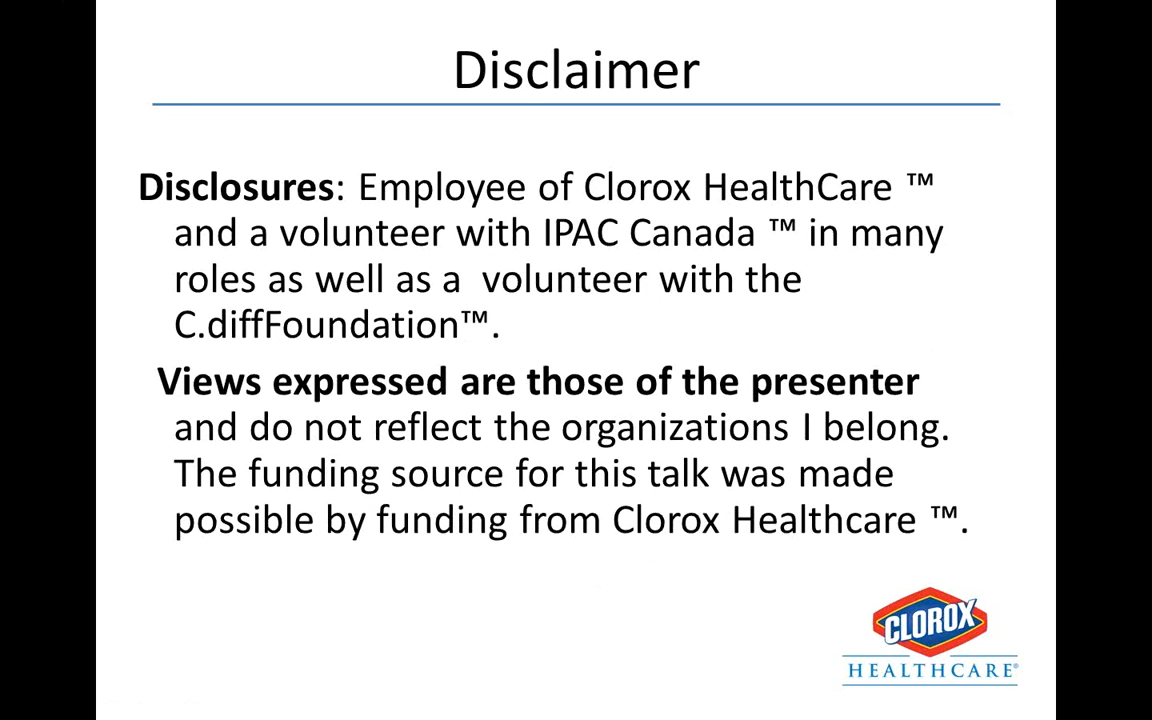 Disclaimer
Disclosures: Employee of Clorox HealthCare ™
and a volunteer with IPAC Canada ™ in many
roles as well as a  volunteer with the
C.diffFoundation™.
Views expressed are those of the presenter
and do not reflect the organizations I belong.
The funding source for this talk was made
possible by funding from Clorox Healthcare ™.
CLOROX
HEALTHCARE®